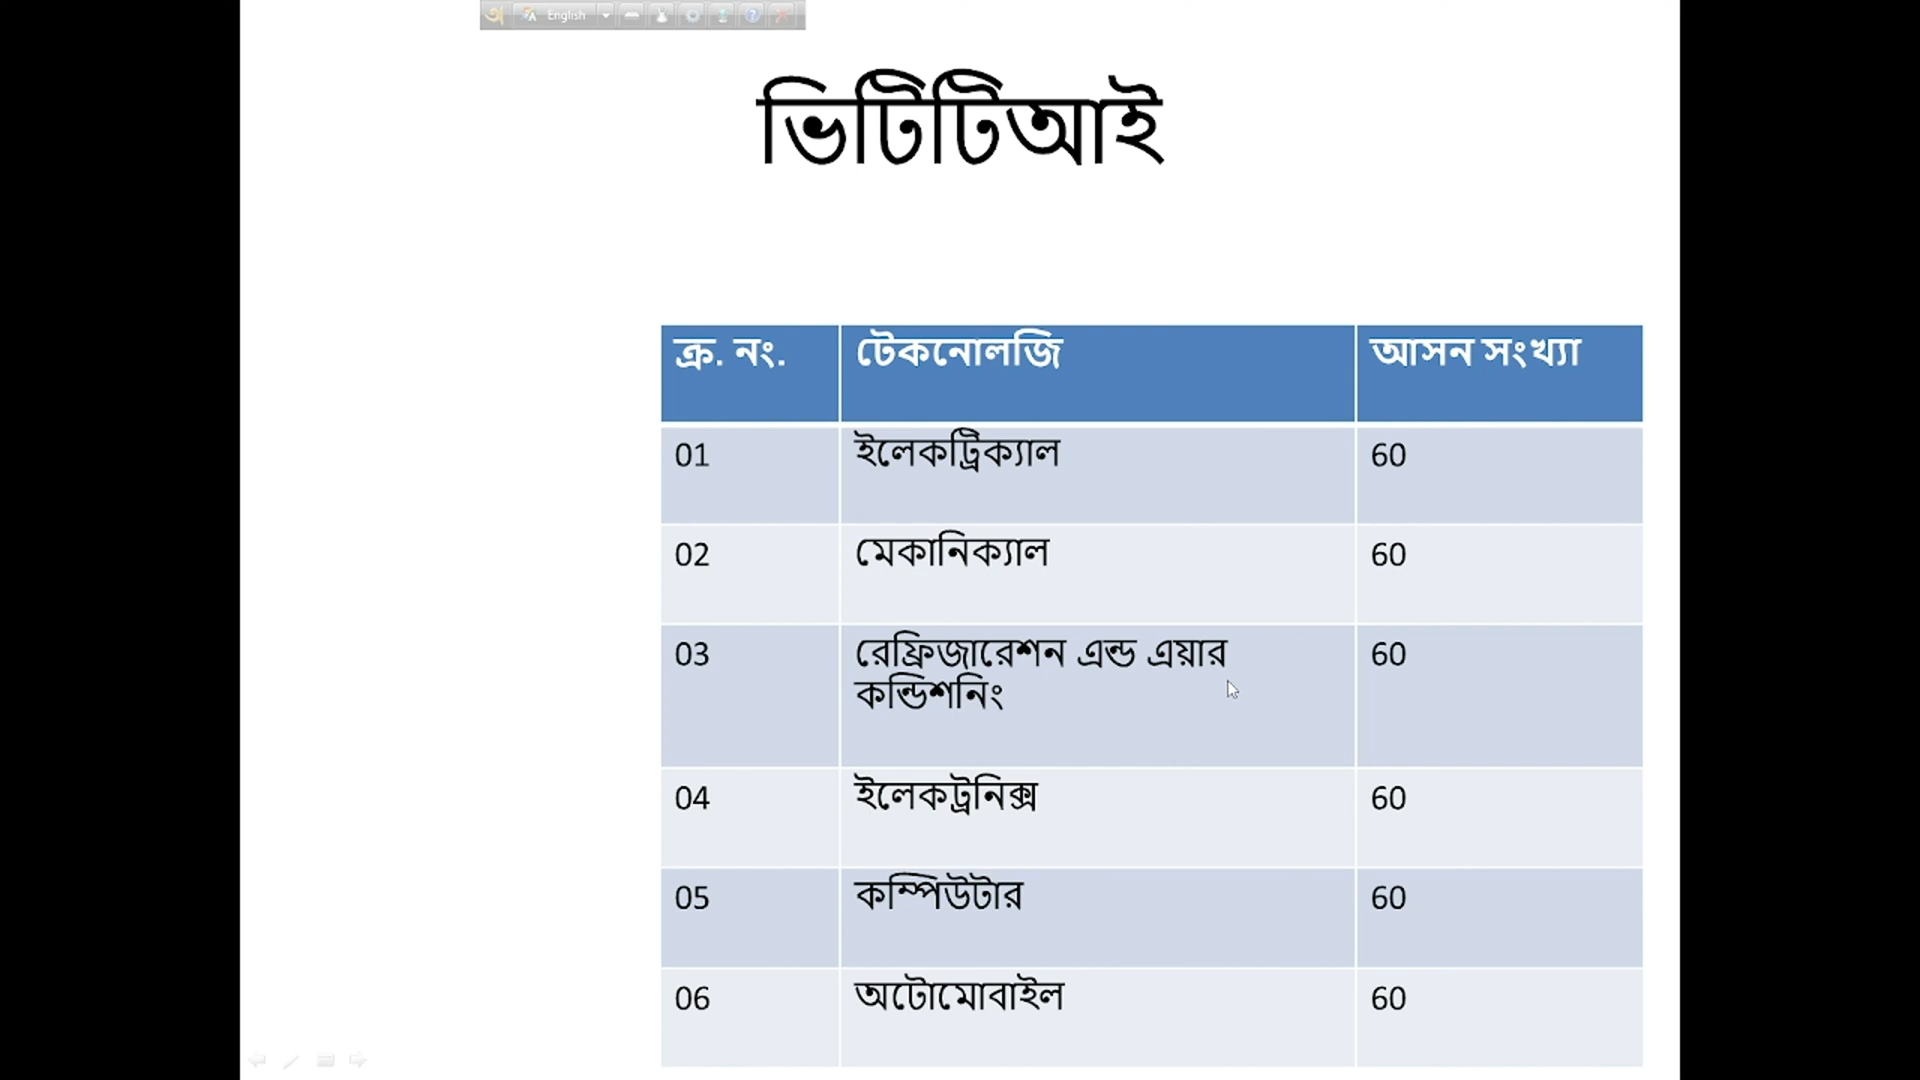 English
ভিটিটিআই
ক্র. নং. টেকনোলজি আসন সংখ্যা
01 ইলেকট্রিক্যাল 60
02 মেকানিক্যাল 60
03 রেফ্রিজারেশন এন্ড এয়ার 60
কন্ডিশনিং
04 ইলেকট্রনিক্স 60
05 কম্পিউটার 60
06 অটোমোবাইল 60